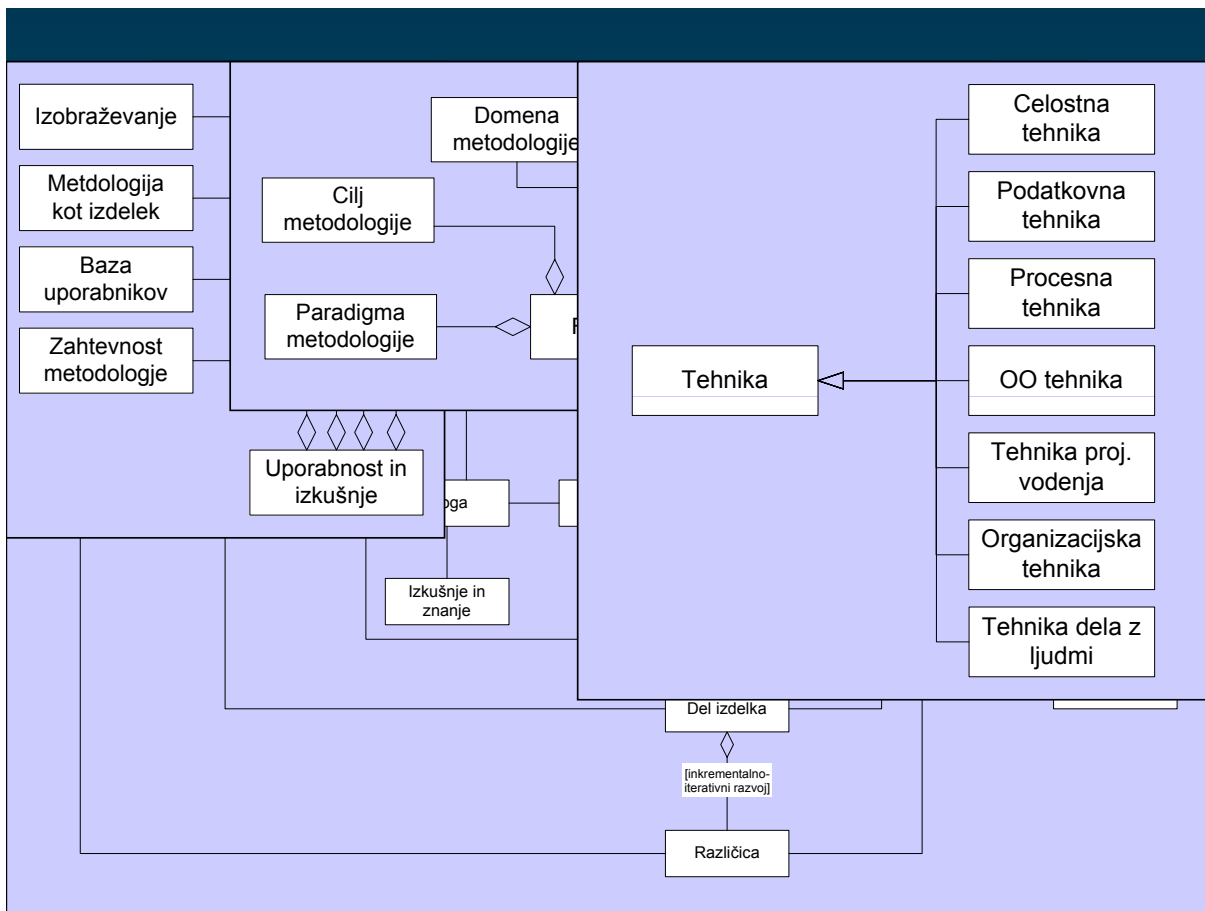 Izobraževanje
Metdologija
kot izdelek
Baza
uporabnikov
Zahtevnost
metodologje
Domena
metodologije
Cilj
metodologije
Paradigma
metodologije
Uporabnost in
izkušnje
Izkušnje in
znanje
Tehnika
Celostna
tehnika
Podatkovna
tehnika
Procesna
tehnika
OO tehnika
Tehnika proj.
vodenja
Organizacijska
tehnika
Tehnika dela z
ljudmi
Del izdelka
[inkrementalno-
iterativni razvoj]
Različica